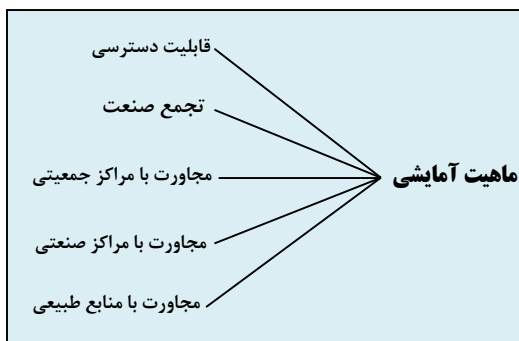 ماهیت آمایشی
قابلیت دسترسی
تجمع صنعت
مجاورت با مراکز جمعیتی
مجاورت با مراکز صنعتی
مجاورت با منابع طبیعی